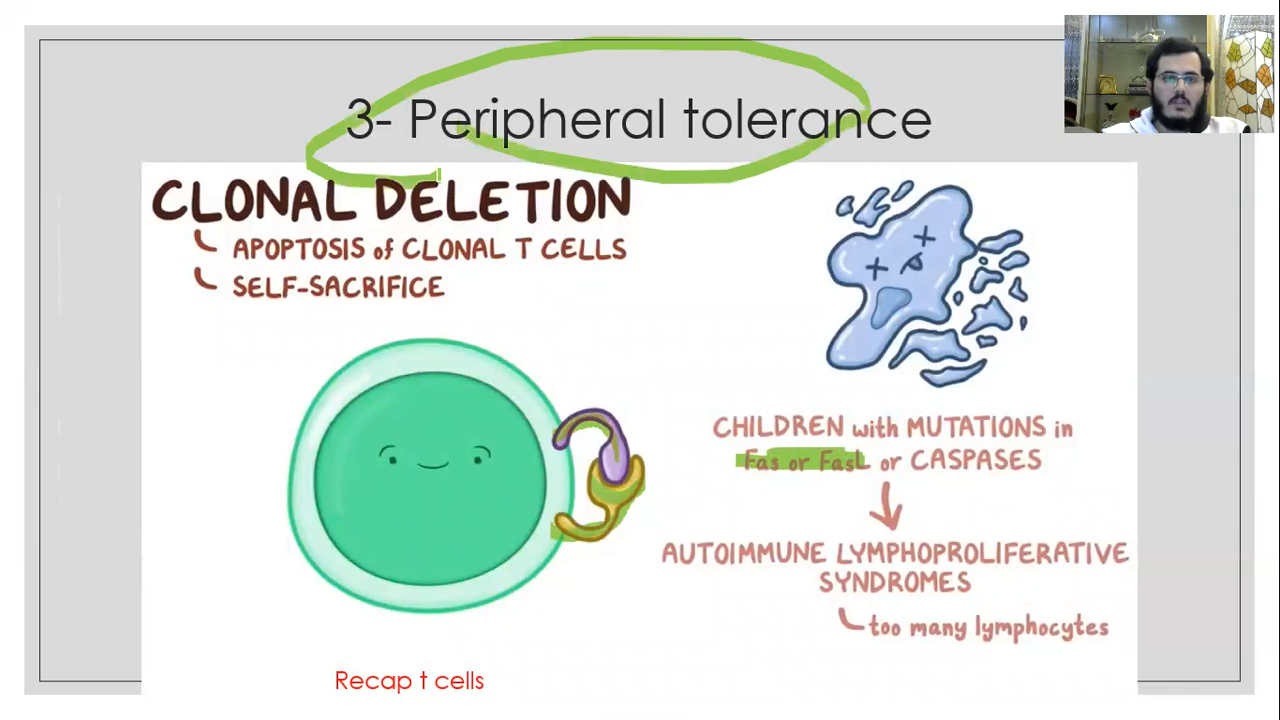 3- Peripheral tolerance
CLONAL DELETION
APOPTOSIS of CLONAL T CELLS
SELF-SACRIFICE
CHILDREN with MUTATIONS in
Fas or FasL or CASPASES
AUTOIMMUNE LYMPHOPROLIFERATIVE
SYNDROMES
too many lymphocytes
Recap t cells